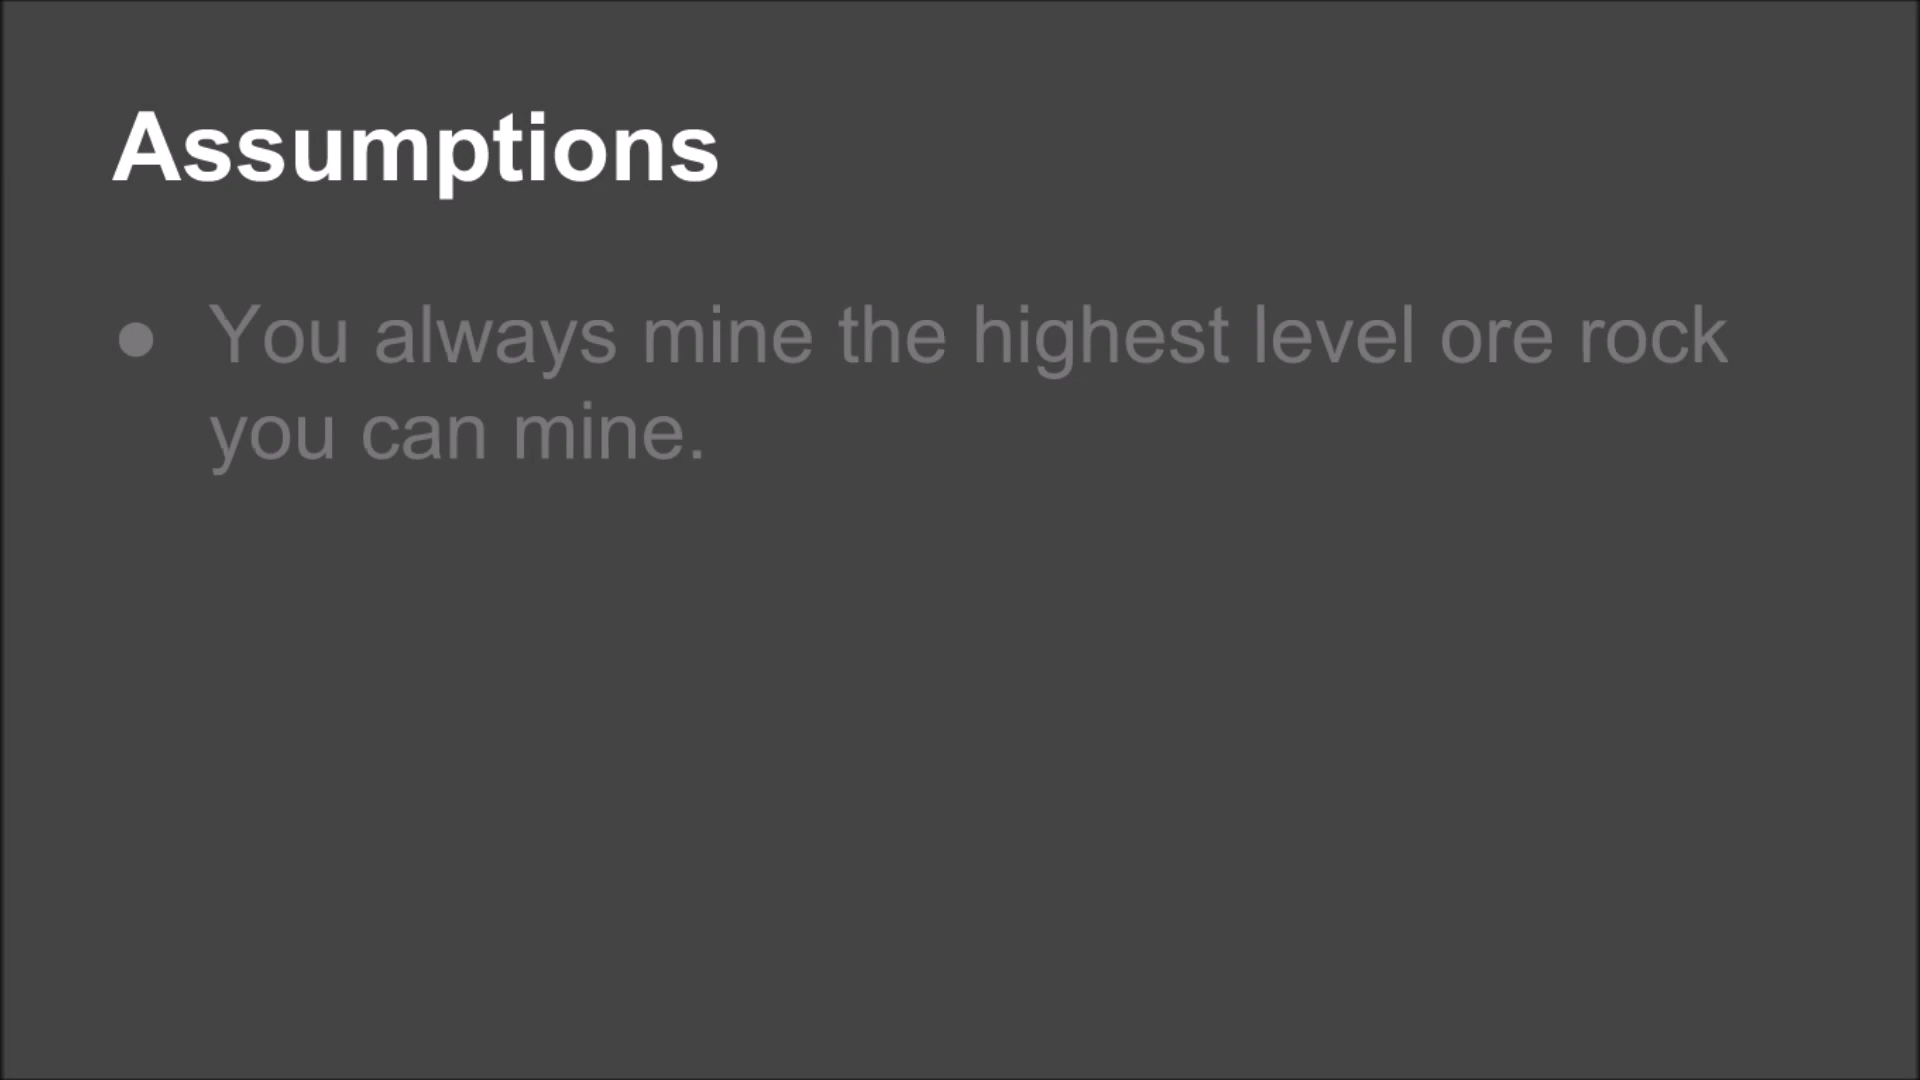 Assumptions
● You always mine the highest level ore rock
you can mine.